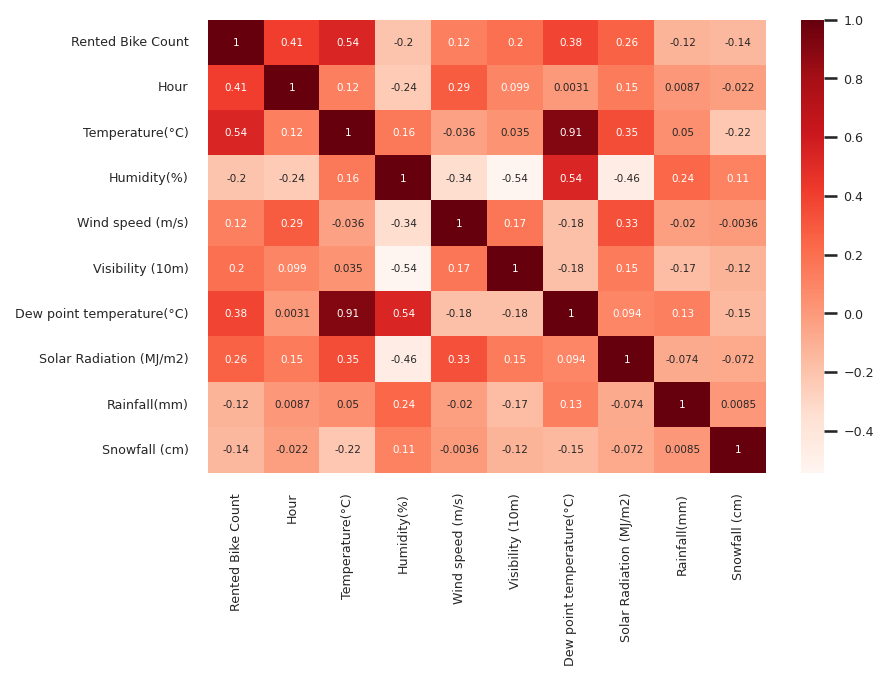 Rented Bike Count 1 0.41 0.54 -0.2 0.12 0.2 0.38 0.26 -0.12 -0.14
Hour 0.41 1 0.12 -0.24 0.29 0.099 0.0031 0.15 0.0087 -0.022
Temperature(°C) 0.54 0.12 1 0.16 -0.036 0.035 0.91 0.35 0.05 -0.22
Humidity(%) -0.2 -0.24 0.16 1 -0.34 -0.54 0.54 -0.46 0.24 0.11
Wind speed (m/s) 0.12 0.29 -0.036 -0.34 1 0.17 -0.18 0.33 -0.02 -0.0036
Visibility (10m) 0.2 0.099 0.035 -0.54 0.17 1 -0.18 0.15 -0.17 -0.12
Dew point temperature(°C) 0.38 0.0031 0.91 0.54 -0.18 -0.18 1 0.094 0.13 -0.15
Solar Radiation (MJ/m2) 0.26 0.15 0.35 -0.46 0.33 0.15 0.094 1 -0.074 -0.072
Rainfall(mm) -0.12 0.0087 0.05 0.24 -0.02 -0.17 0.13 -0.074 1 0.0085
Snowfall (cm) -0.14 -0.022 -0.22 0.11 -0.0036 -0.12 -0.15 -0.072 0.0085 1
Rented Bike Count
Hour
Temperature(°C)
Humidity(%)
Wind speed (m/s)
Visibility (10m)
Dew point temperature(°C)
Solar Radiation (MJ/m2)
Rainfall(mm)
Snowfall (cm)
1.0
0.8
0.6
0.4
0.2
0.0
−0.2
−0.4